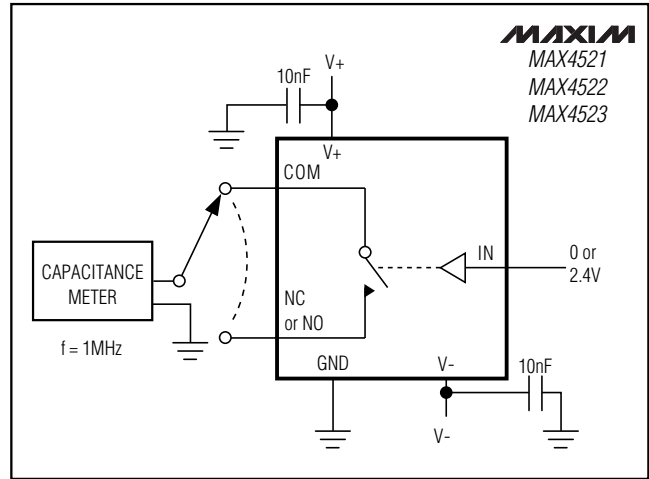 MAXIM
MAX4521
MAX4522
MAX4523
V+
10nF
V+
COM
IN
0 or
2.4V
CAPACITANCE
METER
NC
or NO
f = 1MHz
GND
V-
10nF
V-